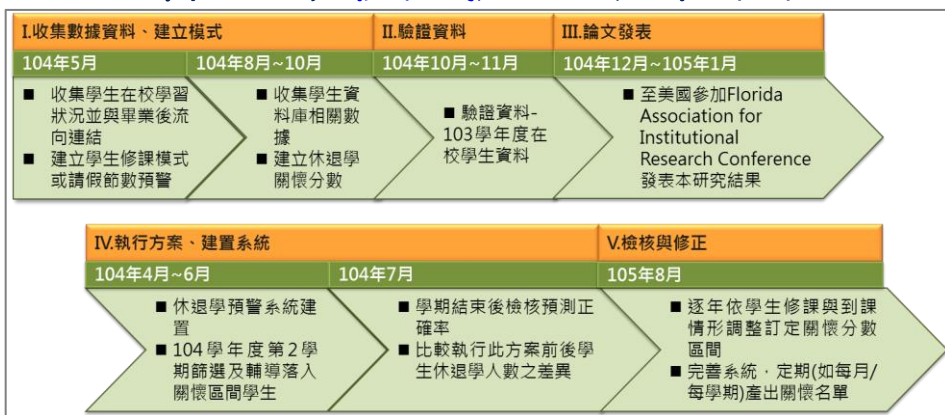 I.收集數據資料、建立模式
II.驗證資料
III.論文發表
104年5月
104年8月~10月
104年10月~11月
104年12月~105年1月
■ 收集學生在校學習
狀況並與畢業後流
向連結
■ 建立學生修課模式
或請假節數預警
■ 收集學生資
料庫相關數
據
■ 建立休退學
關懷分數
■ 驗證資料-
103學年度在
校學生資料
■ 至美國參加Florida
Association for
Institutional
Research Conference
發表本研究結果
IV.執行方案、建置系統
V.檢核與修正
104年4月~6月
104年7月
105年8月
■ 休退學預警系統建
置
■ 104學年度第2學
期篩選及輔導落入
關懷區間學生
■ 學期結束後檢核預測正
確率
■ 比較執行此方案前後學
生休退學人數之差異
■ 逐年依學生修課與到課
情形調整訂定關懷分數
區間
■ 完善系統，定期(如每月/
每學期)產出關懷名單